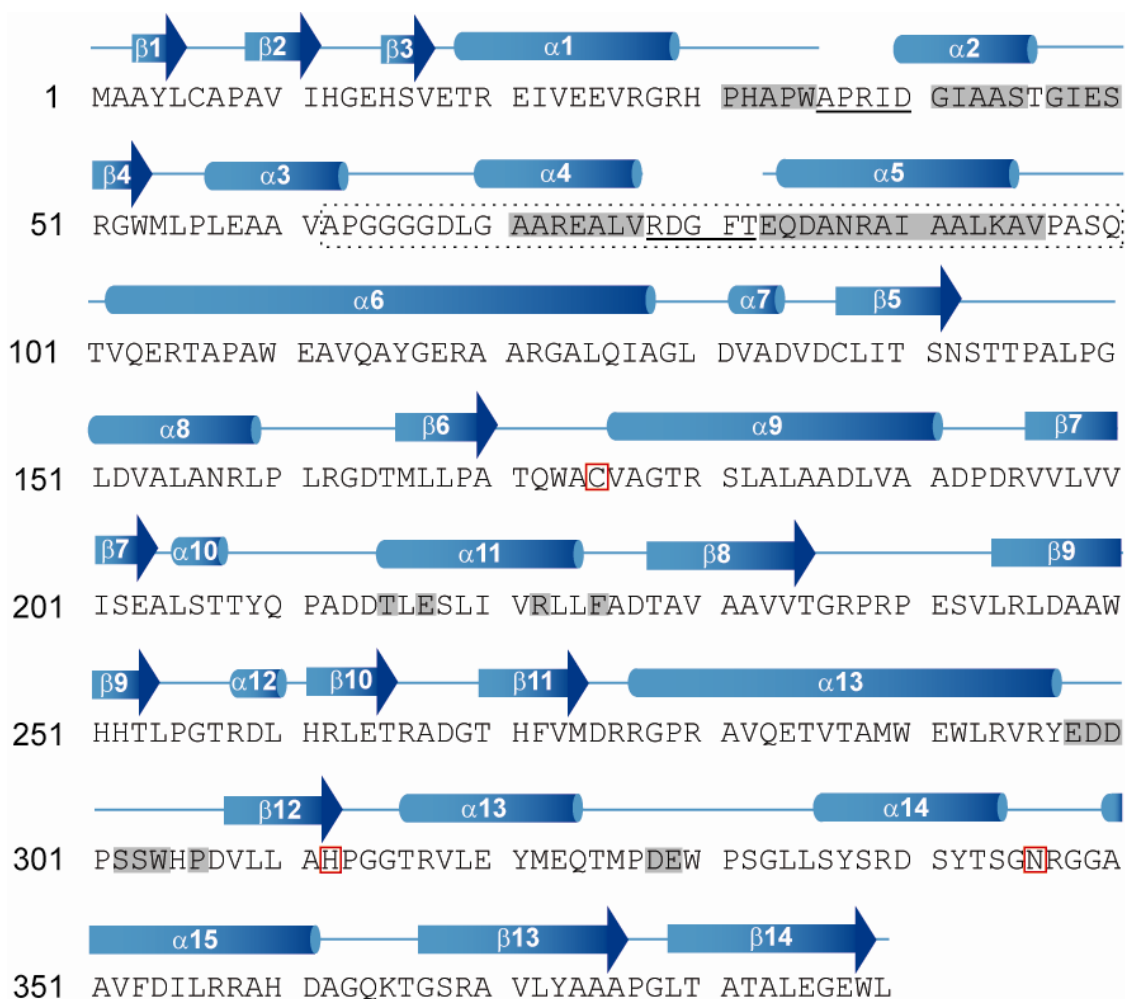 β1 β2 β3 α1 α2
1 MAAYLCAPAV IHGEHSVETR EIVEEVRGRH PHAPWAPRID GIAASTGIES
β4 α3 α4 α5
51 RGWMLPLEAA VAPGGGGDLG AAREALVRDG FTEQDANRAI AALKAVPASQ
α6 α7 β5
101 TVQERTAPAW EAVQAYGERA ARGALQIAGL DVADVDCLIT SNSTTPALPG
α8 β6 α9 β7
151 LDVALANRLP LRGDTMLLPA TQWACVAGTR SLALAADLVA ADPDRVVLVV
β7 α10 α11 β8 β9
201 ISEALSTTYQ PADDTLESLI VRLLFADTAV AAVVTGRPRP ESVLRLDAAW
β9 α12 β10 β11 α13
251 HHTLPGTRDL HRLETRADGT HFVMDRRGPR AVQETVTAMW EWLRVRYEDD
β12 α13 α14
301 PSSWHPDVLL AHPGGTRVLE YMEQTMPDEW PSGLLSYSRD SYTSGNRGGA
α15 β13 β14
351 AVFDILRRAH DAGQKTGSRA VLYAAAPGLT ATALEGEWL